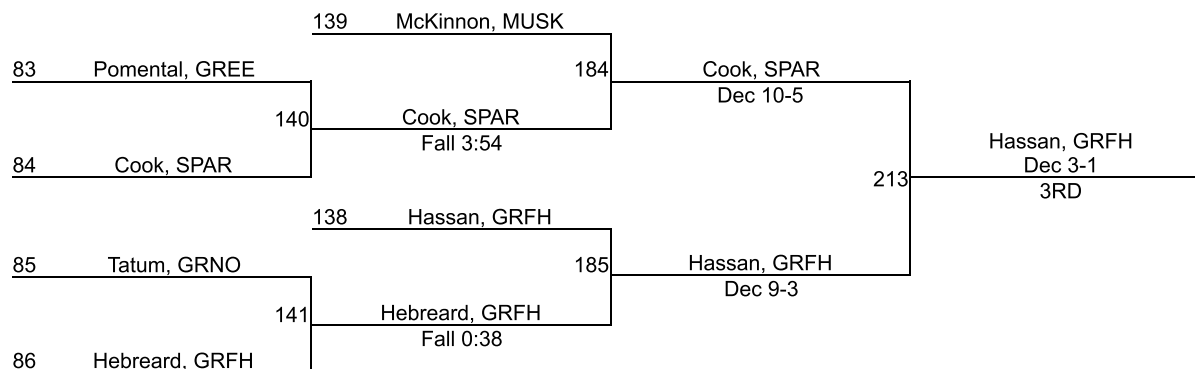 139 McKinnon, MUSK
83 Pomental, GREE
184
Cook, SPAR
Dec 10-5
140
Cook, SPAR
Fall 3:54
84 Cook, SPAR
Hassan, GRFH
Dec 3-1
213
3RD
138 Hassan, GRFH
85 Tatum, GRNO
185
Hassan, GRFH
Dec 9-3
141
Hebreard, GRFH
Fall 0:38
86 Hebreard, GRFH